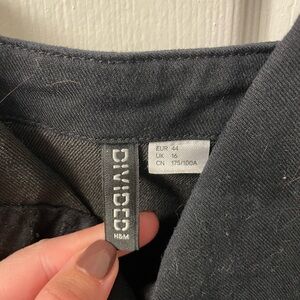 DIVIDED
H&M
EUR 44
UK 16
CN 175/100A